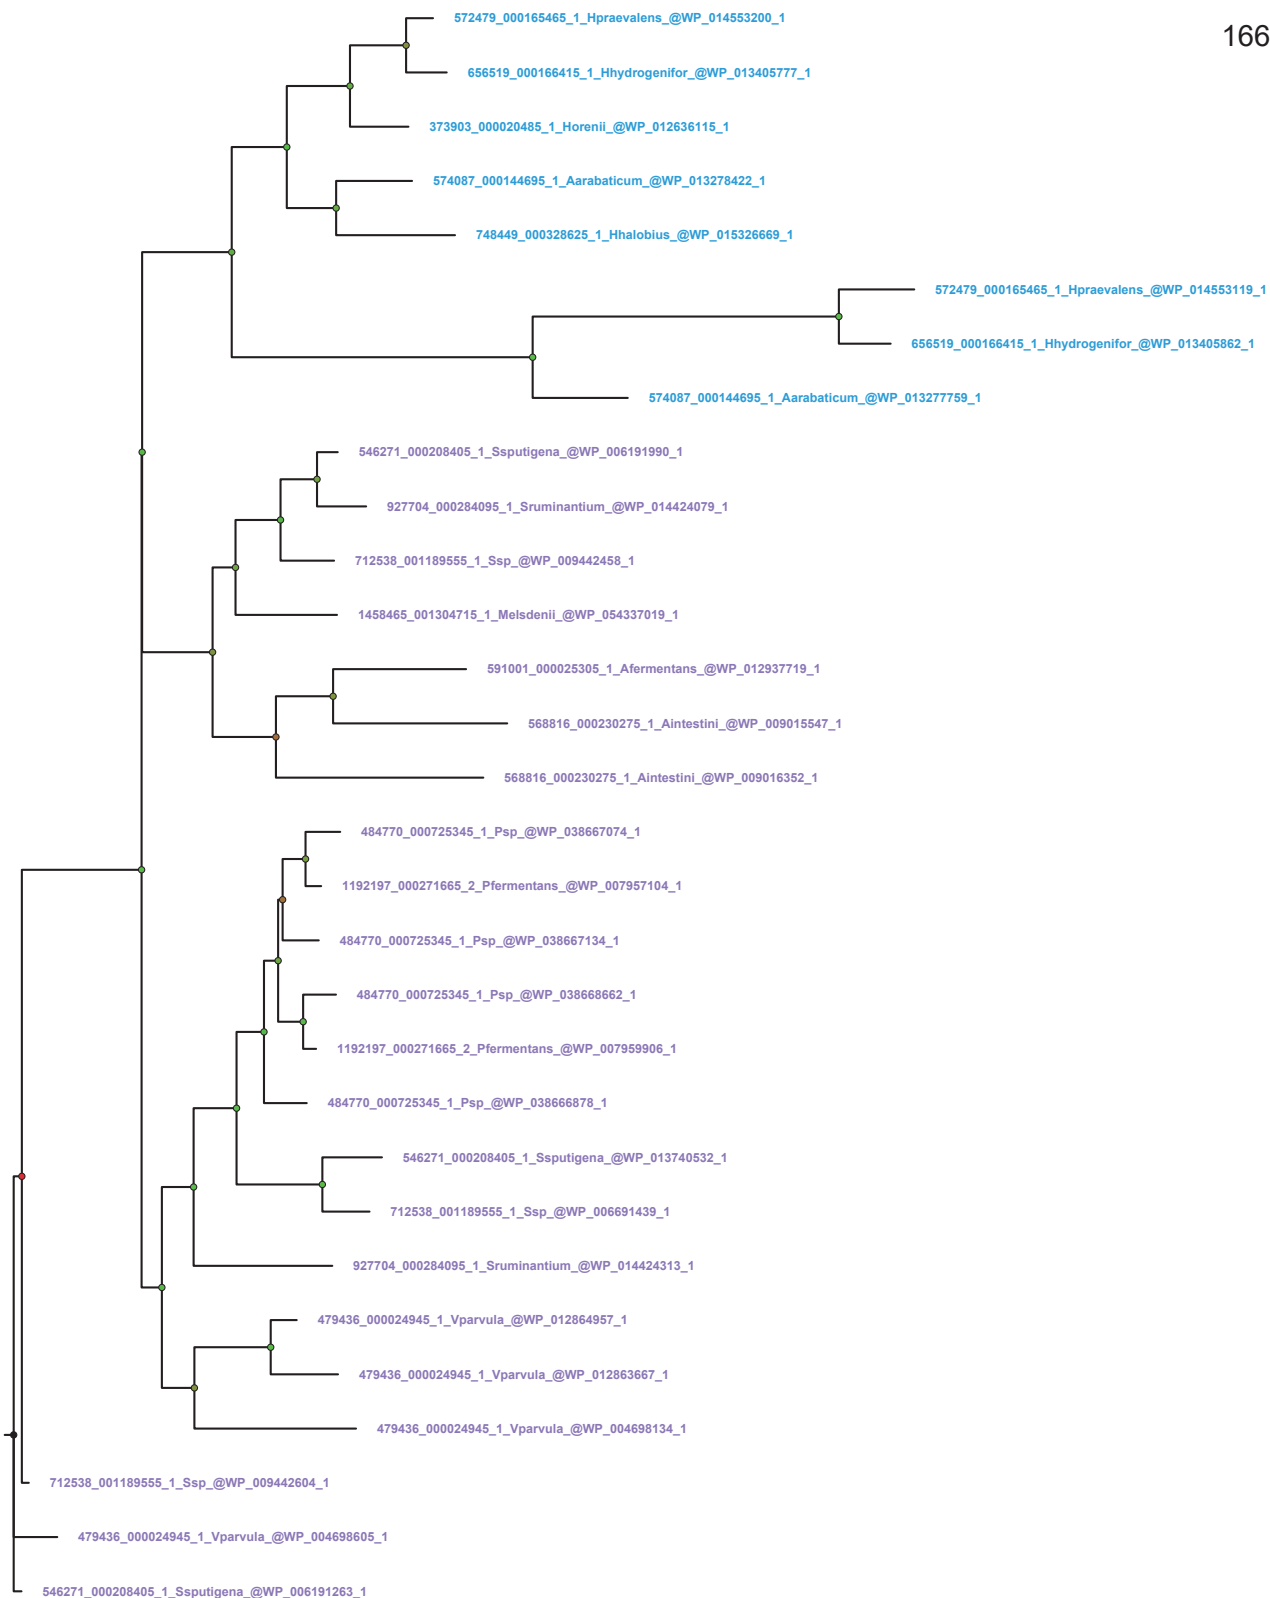 572479_000165465_1_Hpraevalens_@WP_014553200_1
166
656519_000166415_1_Hhydrogenifor_@WP_013405777_1
373903_000020485_1_Horenii_@WP_012636115_1
574087_000144695_1_Aarabaticum_@WP_013278422_1
748449_000328625_1_Hhalobius_@WP_015326669_1
572479_000165465_1_Hpraevalens_@WP_014553119_1
656519_000166415_1_Hhydrogenifor_@WP_013405862_1
574087_000144695_1_Aarabaticum_@WP_013277759_1
546271_000208405_1_Ssputigena_@WP_006191990_1
927704_000284095_1_Sruminantium_@WP_014424079_1
712538_001189555_1_Ssp_@WP_009442458_1
1458465_001304715_1_Melsdenii_@WP_054337019_1
591001_000025305_1_Afermentans_@WP_012937719_1
568816_000230275_1_Aintestini_@WP_009015547_1
568816_000230275_1_Aintestini_@WP_009016352_1
484770_000725345_1_Psp_@WP_038667074_1
1192197_000271665_2_Pfermentans_@WP_007957104_1
484770_000725345_1_Psp_@WP_038667134_1
484770_000725345_1_Psp_@WP_038668662_1
1192197_000271665_2_Pfermentans_@WP_007959906_1
484770_000725345_1_Psp_@WP_038666878_1
546271_000208405_1_Ssputigena_@WP_013740532_1
712538_001189555_1_Ssp_@WP_006691439_1
927704_000284095_1_Sruminantium_@WP_014424313_1
479436_000024945_1_Vparvula_@WP_012864957_1
479436_000024945_1_Vparvula_@WP_012863667_1
479436_000024945_1_Vparvula_@WP_004698134_1
712538_001189555_1_Ssp_@WP_009442604_1
479436_000024945_1_Vparvula_@WP_004698605_1
546271_000208405_1_Ssputigena_@WP_006191263_1